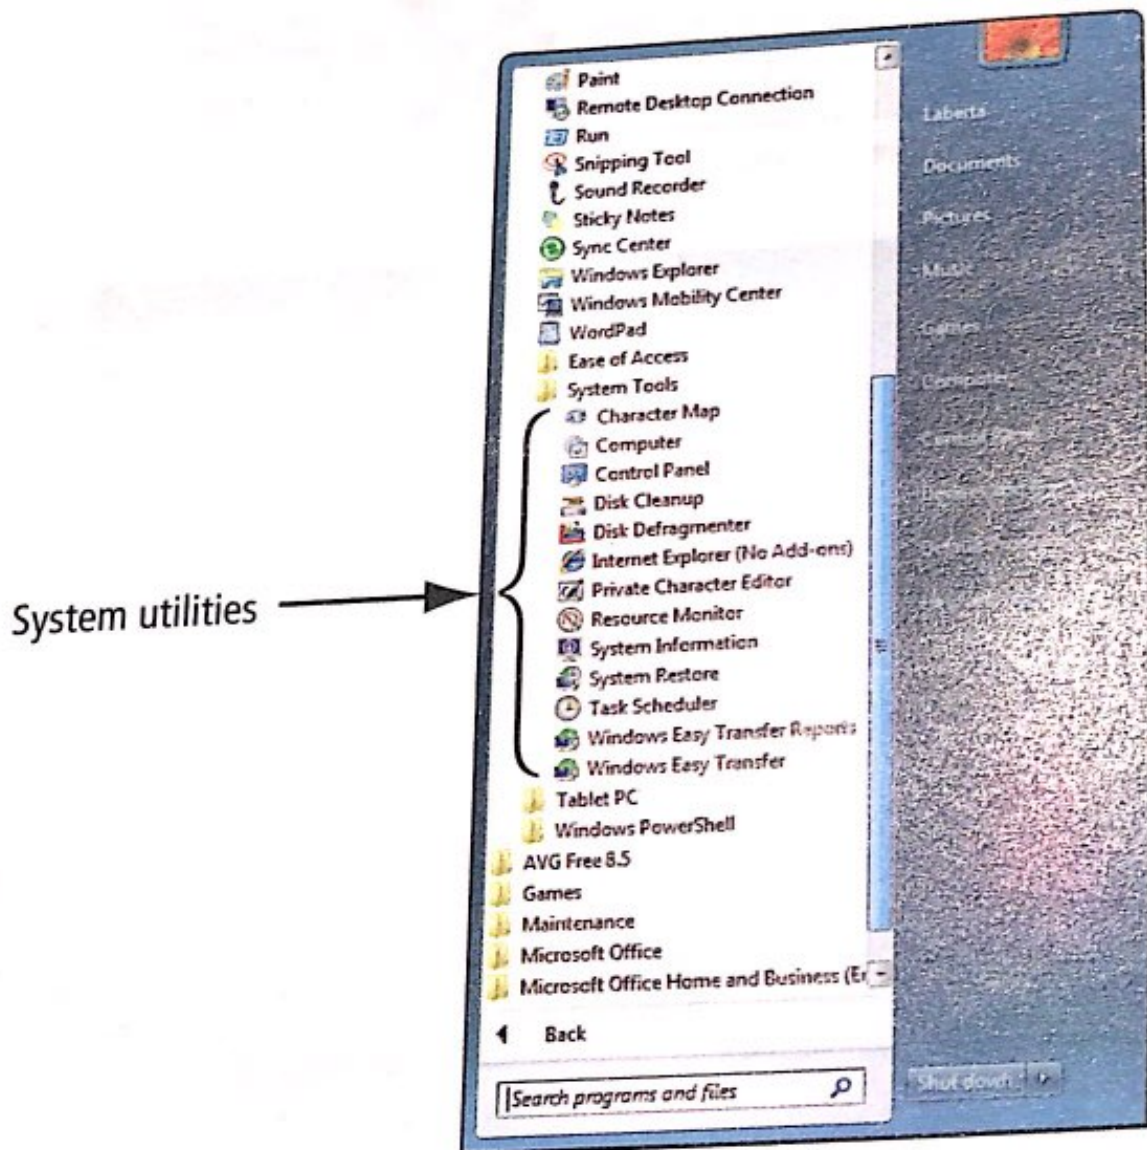 Paint
Remote Desktop Connection
Run
Snipping Tool
Sound Recorder
Sticky Notes
Sync Center
Windows Explorer
Windows Mobility Center
WordPad
Ease of Access
System Tools
Character Map
Computer
Control Panel
Disk Cleanup
Disk Defragmenter
Internet Explorer (No Add-ons)
Private Character Editor
Resource Monitor
System Information
System Restore
Task Scheduler
Windows Easy Transfer Reports
Windows Easy Transfer
Tablet PC
Windows PowerShell
AVG Free 8.5
Games
Maintenance
Microsoft Office
Microsoft Office Home and Business (Er
Back
Search programs and files
System utilities
Laberta
Documents
Pictures
Music
Games
Computer
Shut down